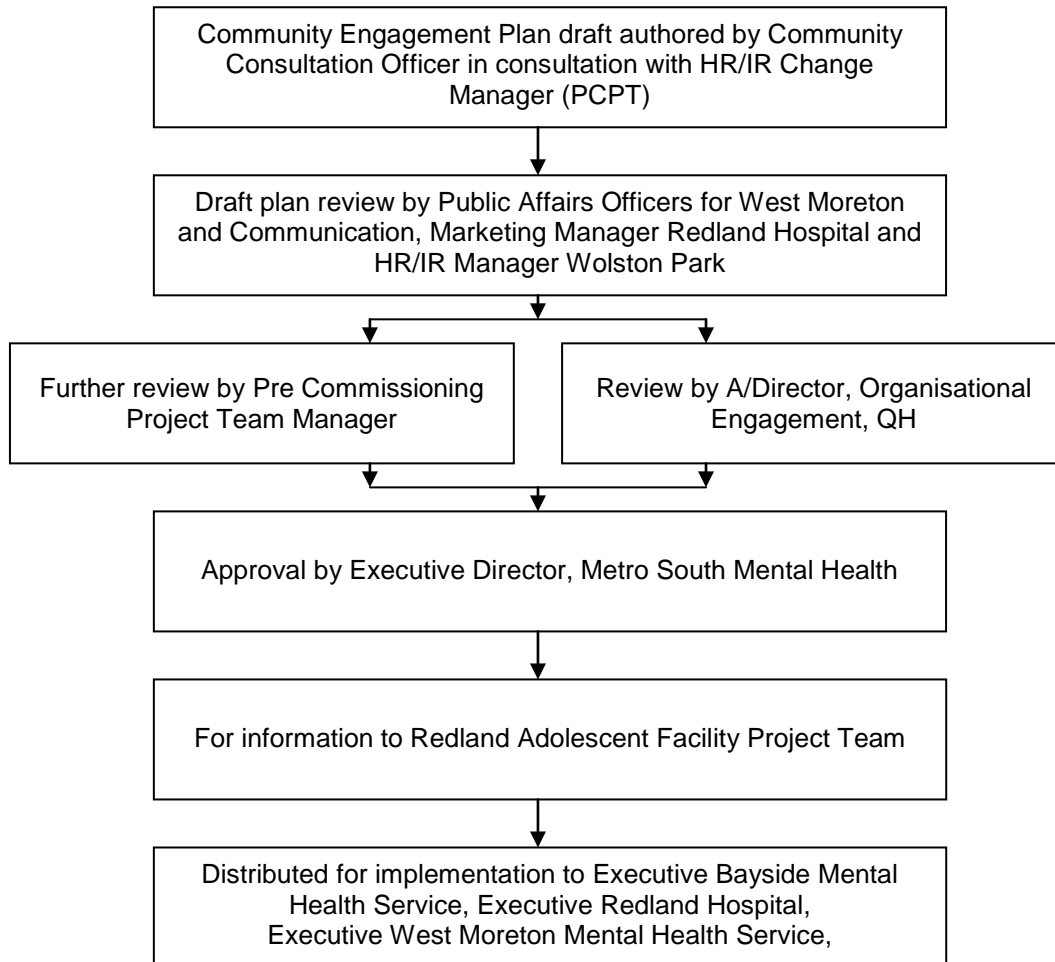 Community Engagement Plan draft authored by Community
Consultation Officer in consultation with HR/IR Change
Manager (PCPT)
Draft plan review by Public Affairs Officers for West Moreton
and Communication, Marketing Manager Redland Hospital and
HR/IR Manager Wolston Park
Further review by Pre Commissioning
Project Team Manager
Review by A/Director, Organisational
Engagement, QH
Approval by Executive Director, Metro South Mental Health
For information to Redland Adolescent Facility Project Team
Distributed for implementation to Executive Bayside Mental
Health Service, Executive Redland Hospital,
Executive West Moreton Mental Health Service,